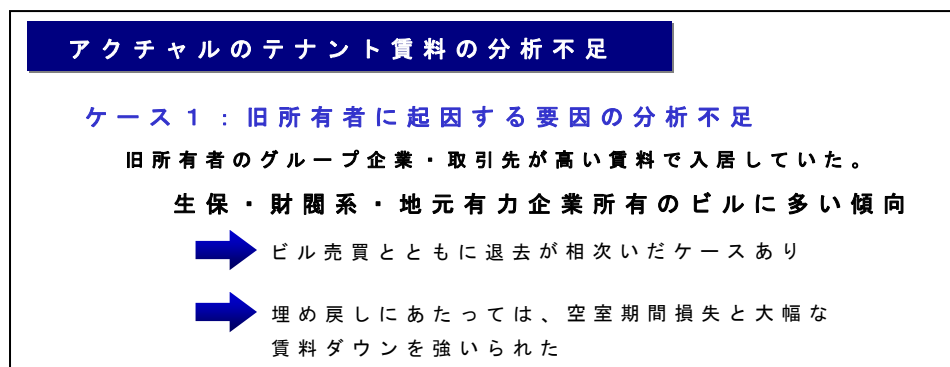 アクチャルのテナント賃料の分析不足
ケース１：旧所有者に起因する要因の分析不足
旧所有者のグループ企業・取引先が高い賃料で入居していた。
生保・財閥系・地元有力企業所有のビルに多い傾向
ビル売買とともに退去が相次いだケースあり
埋め戻しにあたっては、空室期間損失と大幅な
賃料ダウンを強いられた